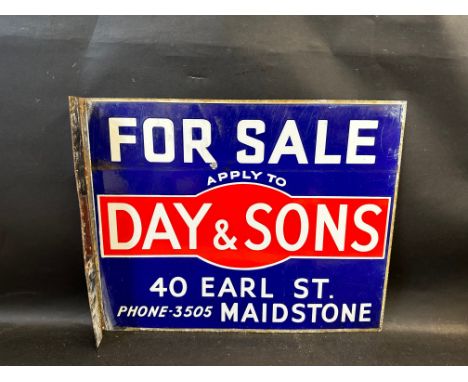 FOR SALE
APPLY TO
DAY & SONS
40 EARL ST.
PHONE-3505 MAIDSTONE